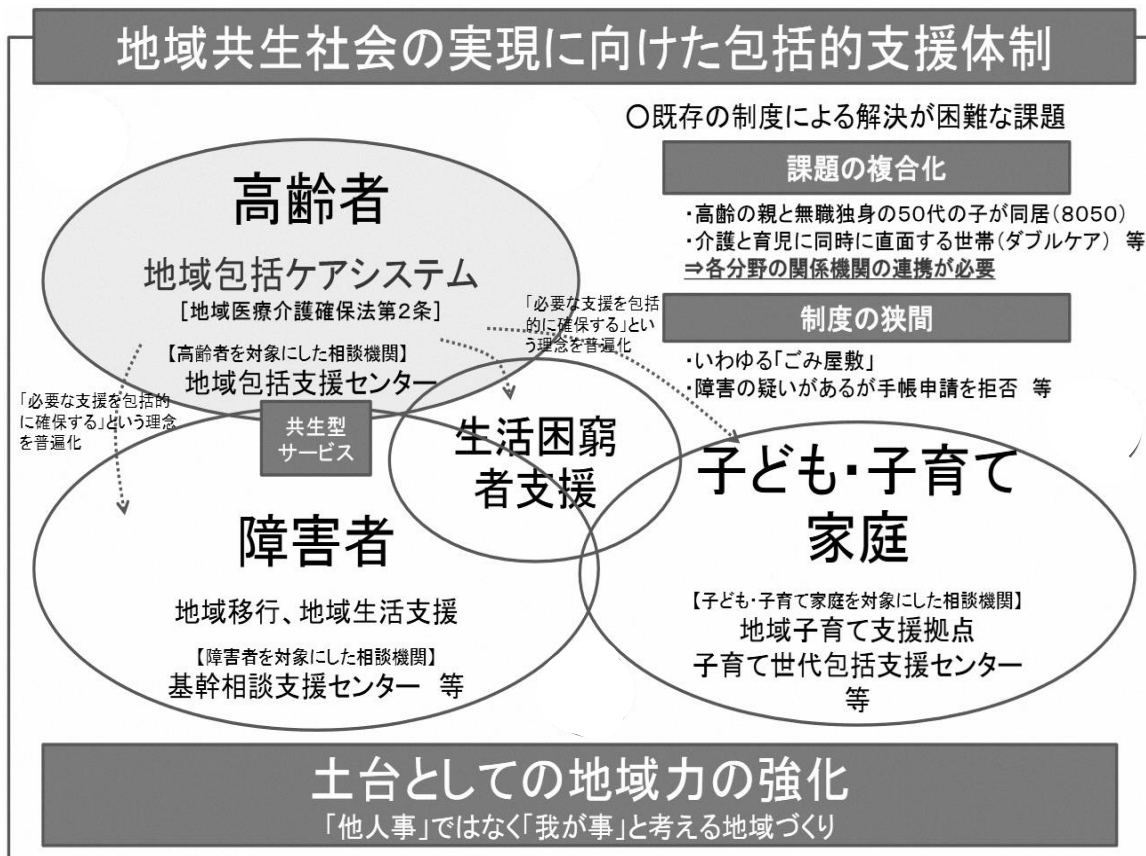 地域共生社会の実現に向けた包括的支援体制
〇既存の制度による解決が困難な課題
課題の複合化
・高齢の親と無職独身の50代の子が同居(8050)
・介護と育児に同時に直面する世帯(ダブルケア) 等
⇒各分野の関係機関の連携が必要
制度の狭間
・いわゆる「ごみ屋敷」
・障害の疑いがあるが手帳申請を拒否 等
高齢者
地域包括ケアシステム
[地域医療介護確保法第2条]
【高齢者を対象にした相談機関】
地域包括支援センター
「必要な支援を包括
的に確保する」とい
う理念を普遍化
「必要な支援を包括的
に確保する」という理念
を普遍化
共生型
サービス
生活困窮
者支援
障害者
地域移行、地域生活支援
【障害者を対象にした相談機関】
基幹相談支援センター 等
子ども・子育て
家庭
【子ども・子育て家庭を対象にした相談機関】
地域子育て支援拠点
子育て世代包括支援センター
等
土台としての地域力の強化
「他人事」ではなく「我が事」と考える地域づくり